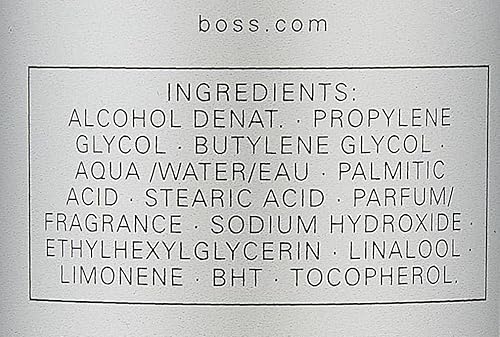 boss.com
INGREDIENTS:
ALCOHOL DENAT. · PROPYLENE
GLYCOL · BUTYLENE GLYCOL ·
AQUA /WATER/EAU · PALMITIC
ACID · STEARIC ACID · PARFUM/
FRAGRANCE · SODIUM HYDROXIDE ·
ETHYLHEXYLGLYCERIN · LINALOOL ·
LIMONENE · BHT · TOCOPHEROL.